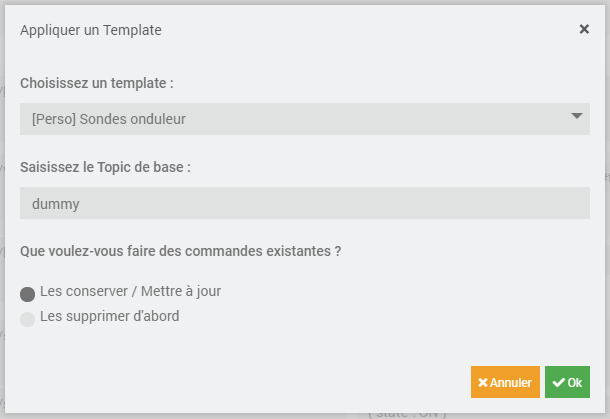 Appliquer un Template
Choisissez un template :
[Perso] Sondes onduleur
Saisissez le Topic de base :
dummy
Que voulez-vous faire des commandes existantes ?
Les conserver / Mettre à jour
Les supprimer d'abord
Annuler
Ok